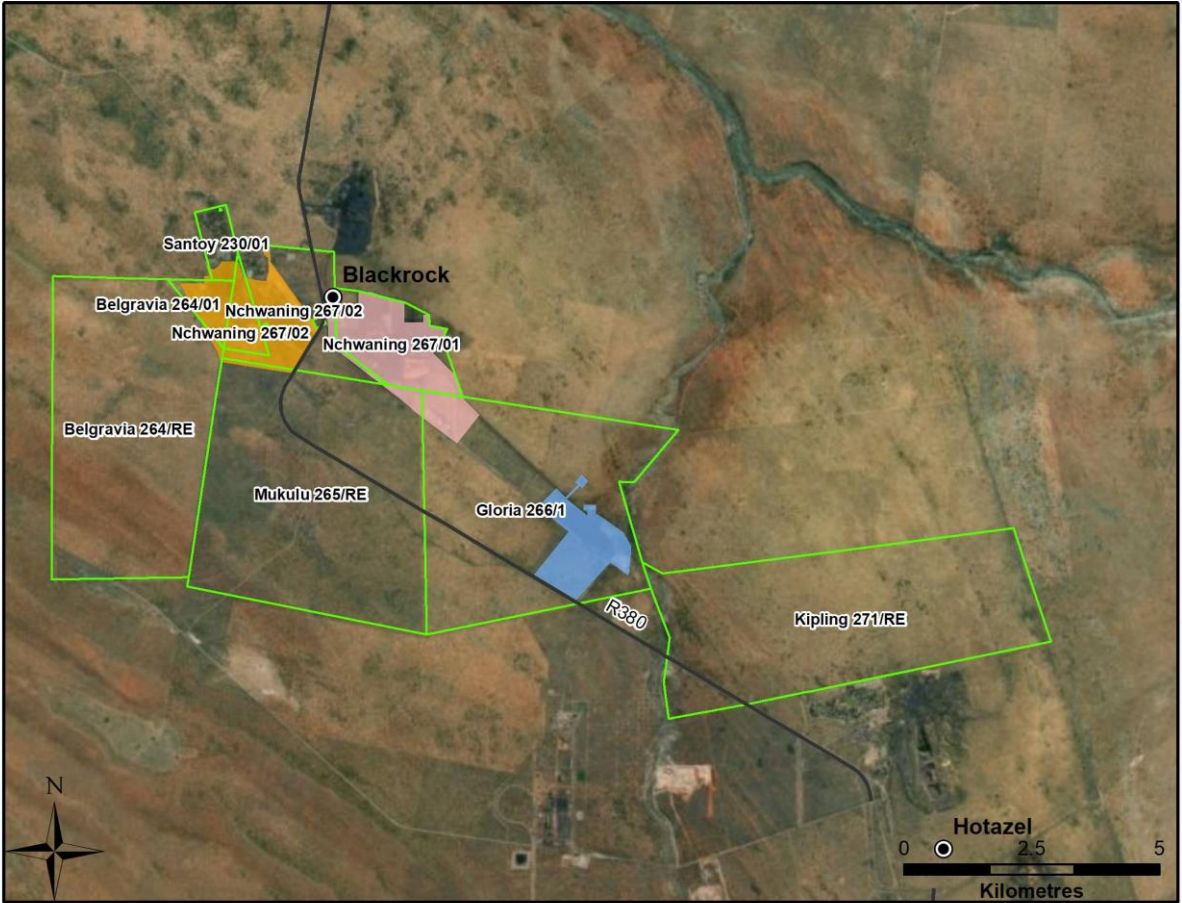 Santoy 230/01
Blackrock
Belgravia 264/01
Nchwaning 267/02
Nchwaning 267/02
Nchwaning 267/01
Belgravia 264/RE
Mukulu 265/RE
Gloria 266/1
R380
Kipling 271/RE
N
Hotazel
0 2.5 5
Kilometres